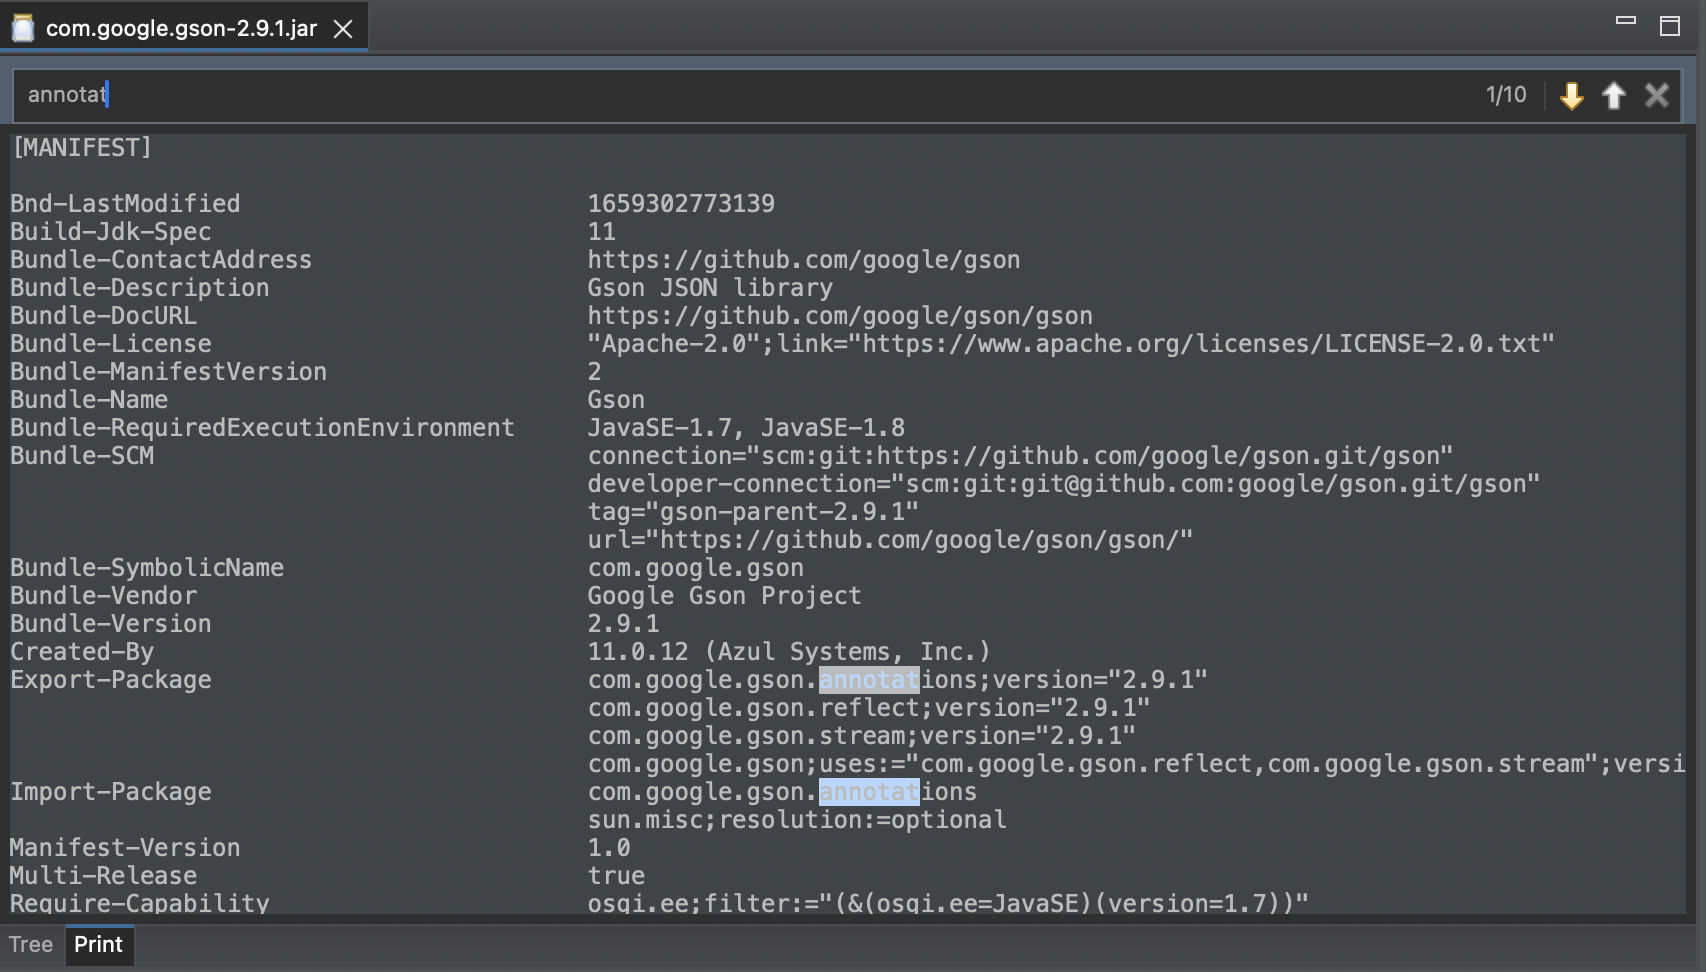 com.google.gson-2.9.1.jar
annotat 1/10
[MANIFEST]
Bnd-LastModified 1659302773139
Build-Jdk-Spec 11
Bundle-ContactAddress https://github.com/google/gson
Bundle-Description Gson JSON library
Bundle-DocURL https://github.com/google/gson/gson
Bundle-License "Apache-2.0";link="https://www.apache.org/licenses/LICENSE-2.0.txt"
Bundle-ManifestVersion 2
Bundle-Name Gson
Bundle-RequiredExecutionEnvironment JavaSE-1.7, JavaSE-1.8
Bundle-SCM connection="scm:git:https://github.com/google/gson.git/gson"
developer-connection="scm:git:git@github.com:google/gson.git/gson"
tag="gson-parent-2.9.1"
url="https://github.com/google/gson/gson/"
Bundle-SymbolicName com.google.gson
Bundle-Vendor Google Gson Project
Bundle-Version 2.9.1
Created-By 11.0.12 (Azul Systems, Inc.)
Export-Package com.google.gson.annotations;version="2.9.1"
com.google.gson.reflect;version="2.9.1"
com.google.gson.stream;version="2.9.1"
com.google.gson;uses:="com.google.gson.reflect,com.google.gson.stream";versi
Import-Package com.google.gson.annotations
sun.misc;resolution:=optional
Manifest-Version 1.0
Multi-Release true
Require-Capability osgi.ee;filter:="(&(osgi.ee=JavaSE)(version=1.7))"
Tree Print